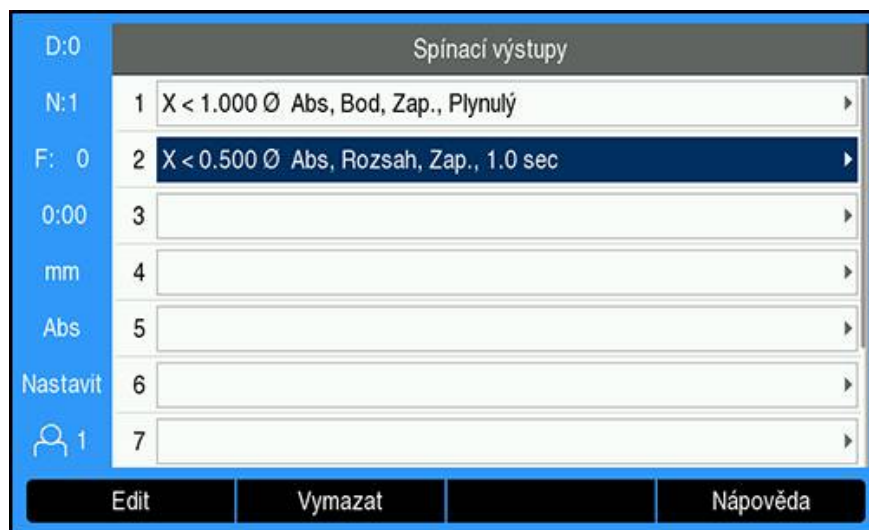 D:0
Spínací výstupy
N:1
1 X < 1.000 Ø Abs, Bod, Zap., Plynulý
F: 0
2 X < 0.500 Ø Abs, Rozsah, Zap., 1.0 sec
0:00
3
mm
4
Abs
5
Nastavit
6
1
7
Edit
Vymazat
Nápověda